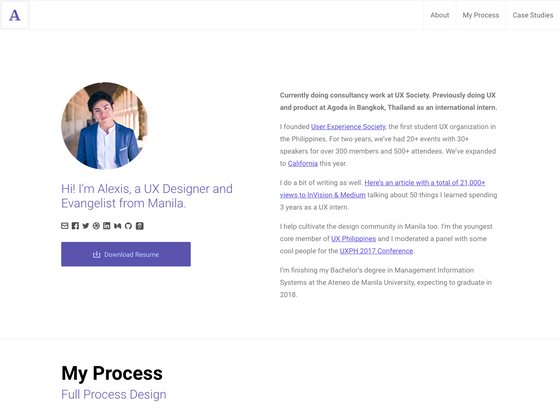 A
About
My Process
Case Studies
Hi! I'm Alexis, a UX Designer and
Evangelist from Manila.
Download Resume
Currently doing consultancy work at UX Society. Previously doing UX
and product at Agoda in Bangkok, Thailand as an international intern.
I founded User Experience Society, the first student UX organization in
the Philippines. For two years, we've had 20+ events with 30+
speakers for over 300 members and 500+ attendees. We've expanded
to California this year.
I do a bit of writing as well. Here's an article with a total of 21,000+
views to InVision & Medium talking about 50 things I learned spending
3 years as a UX intern.
I help cultivate the design community in Manila too. I'm the youngest
core member of UX Philippines and I moderated a panel with some
cool people for the UXPH 2017 Conference.
I'm finishing my Bachelor's degree in Management Information
Systems at the Ateneo de Manila University, expecting to graduate in
2018.
My Process
Full Process Design